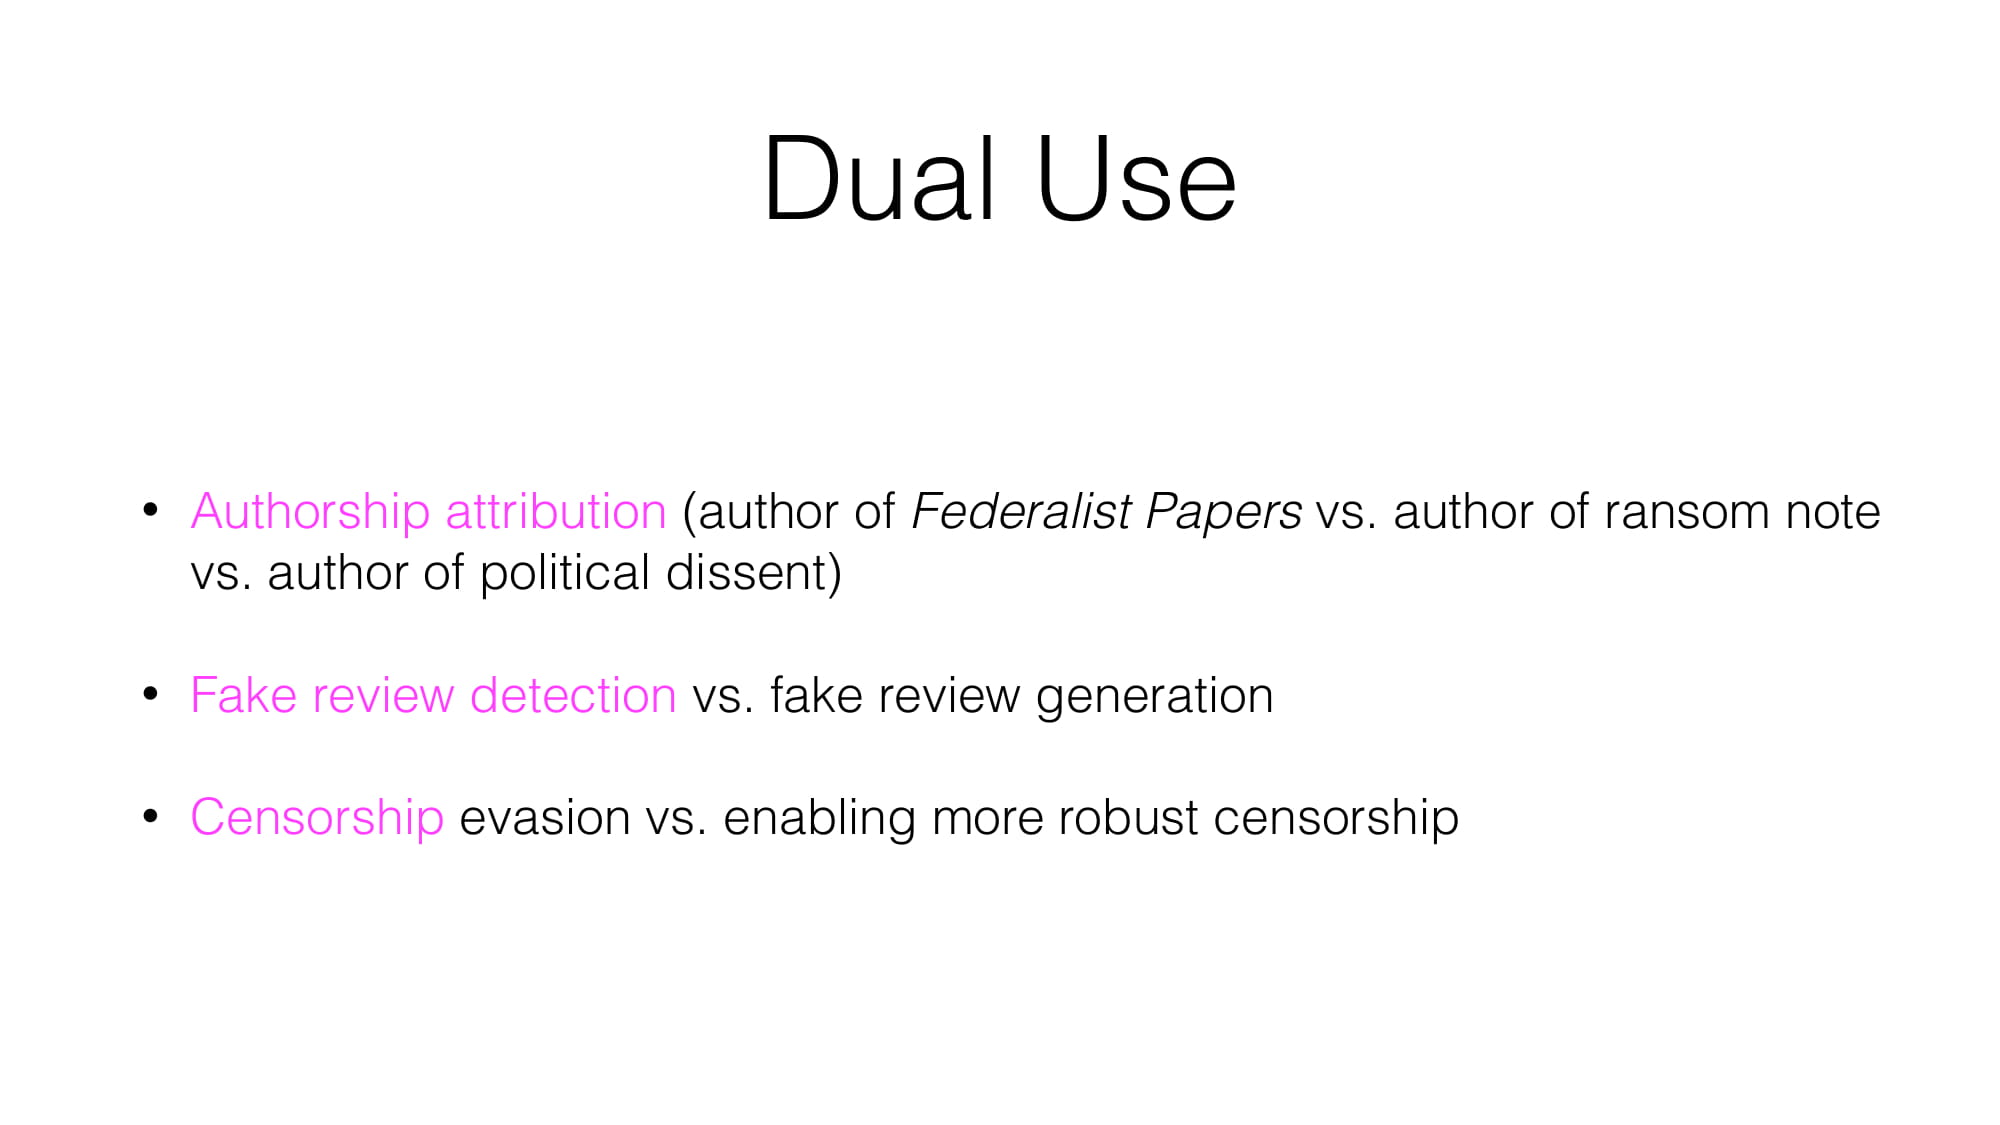 Dual Use
• Authorship attribution (author of Federalist Papers vs. author of ransom note
vs. author of political dissent)
• Fake review detection vs. fake review generation
• Censorship evasion vs. enabling more robust censorship